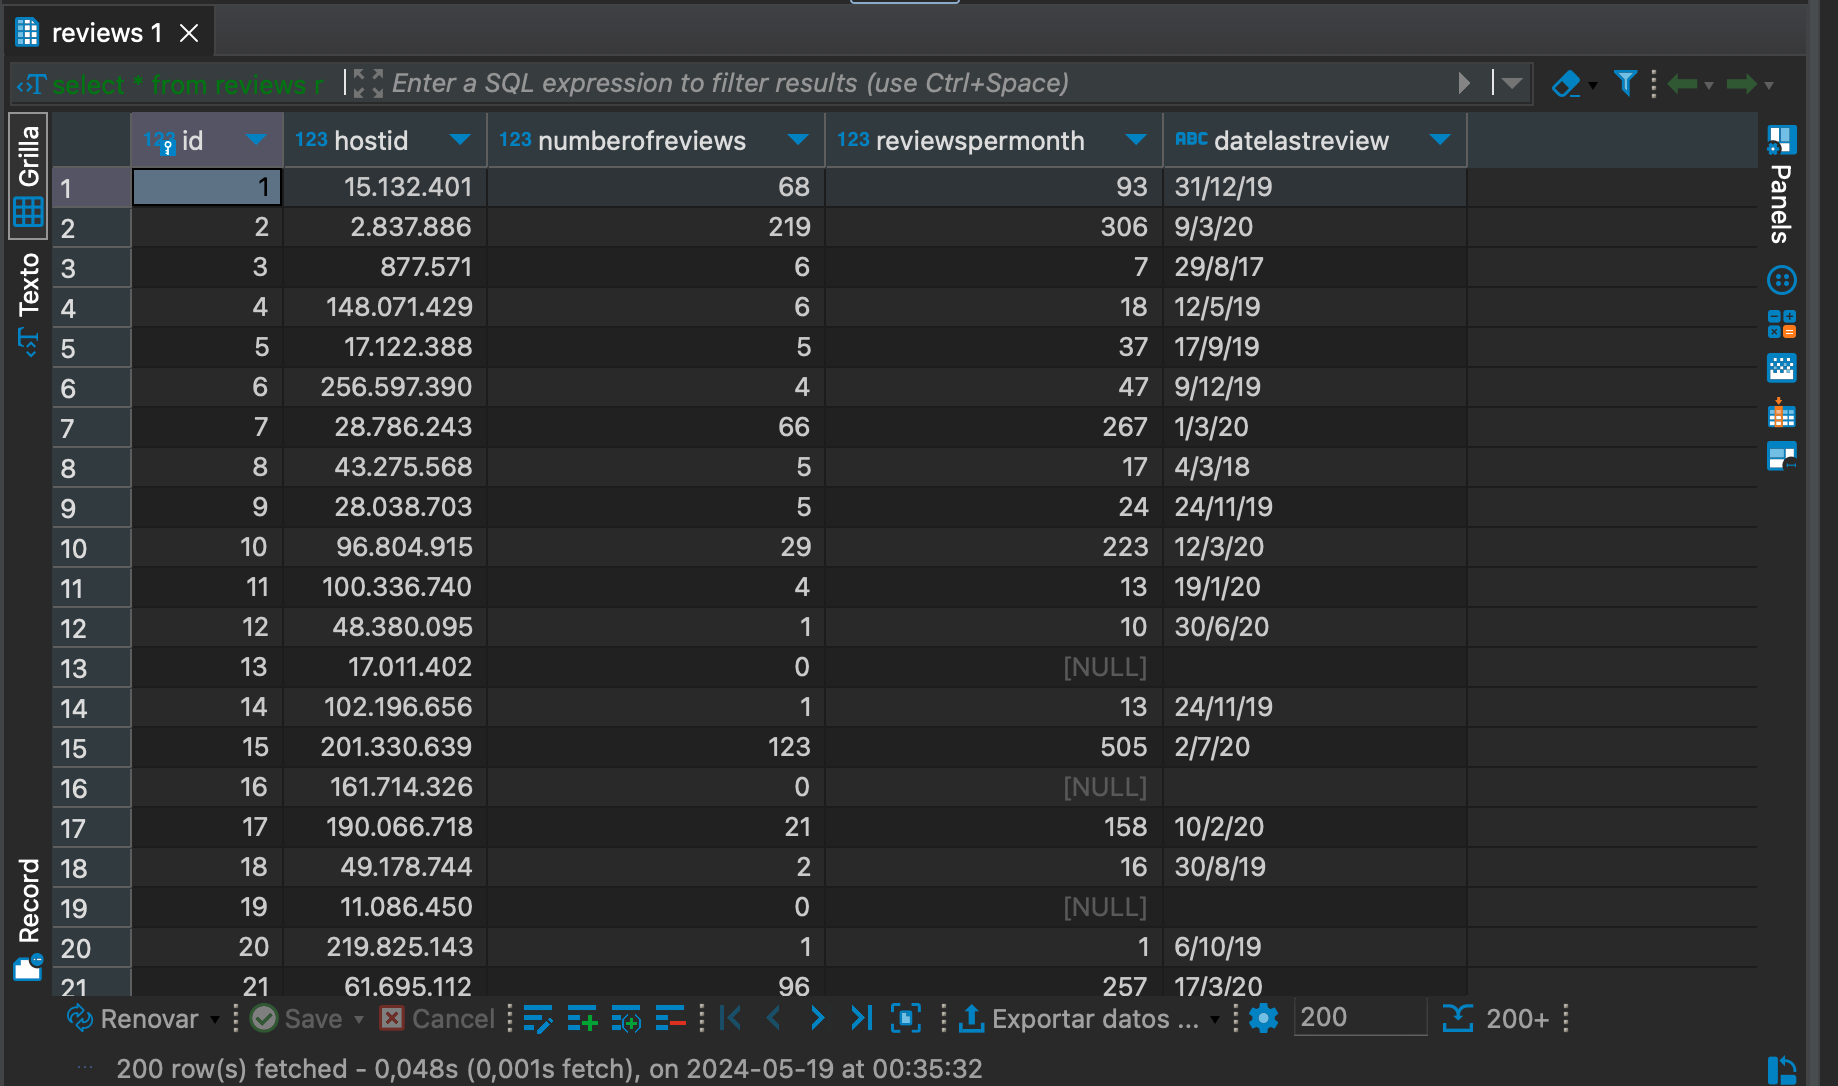 reviews 1
select * from reviews r Enter a SQL expression to filter results (use Ctrl+Space)
Grilla
Texto
Record
Panels
123 id 123 hostid 123 numberofreviews 123 reviewspermonth ABC datelastreview
1 1 15.132.401 68 93 31/12/19
2 2 2.837.886 219 306 9/3/20
3 3 877.571 6 7 29/8/17
4 4 148.071.429 6 18 12/5/19
5 5 17.122.388 5 37 17/9/19
6 6 256.597.390 4 47 9/12/19
7 7 28.786.243 66 267 1/3/20
8 8 43.275.568 5 17 4/3/18
9 9 28.038.703 5 24 24/11/19
10 10 96.804.915 29 223 12/3/20
11 11 100.336.740 4 13 19/1/20
12 12 48.380.095 1 10 30/6/20
13 13 17.011.402 0 [NULL]
14 14 102.196.656 1 13 24/11/19
15 15 201.330.639 123 505 2/7/20
16 16 161.714.326 0 [NULL]
17 17 190.066.718 21 158 10/2/20
18 18 49.178.744 2 16 30/8/19
19 19 11.086.450 0 [NULL]
20 20 219.825.143 1 1 6/10/19
21 21 61.695.112 96 257 17/3/20
Renovar Save Cancel Exportar datos ... 200 200+
200 row(s) fetched - 0,048s (0,001s fetch), on 2024-05-19 at 00:35:32